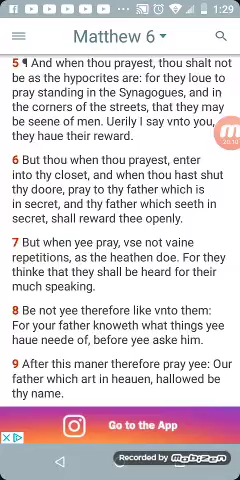 1:29
Matthew 6
5 ¶ And when thou prayest, thou shalt not
be as the hypocrites are: for they loue to
pray standing in the Synagogues, and in
the corners of the streets, that they may
be seene of men. Uerily I say vnto you,
they haue their reward.
20:10
6 But thou when thou prayest, enter
into thy closet, and when thou hast shut
thy doore, pray to thy father which is
in secret, and thy father which seeth in
secret, shall reward thee openly.
7 But when yee pray, vse not vaine
repetitions, as the heathen doe. For they
thinke that they shall be heard for their
much speaking.
8 Be not yee therefore like vnto them:
For your father knoweth what things yee
haue neede of, before yee aske him.
9 After this maner therefore pray yee: Our
father which art in heauen, hallowed be
thy name.
Go to the App
Recorded by mobizen